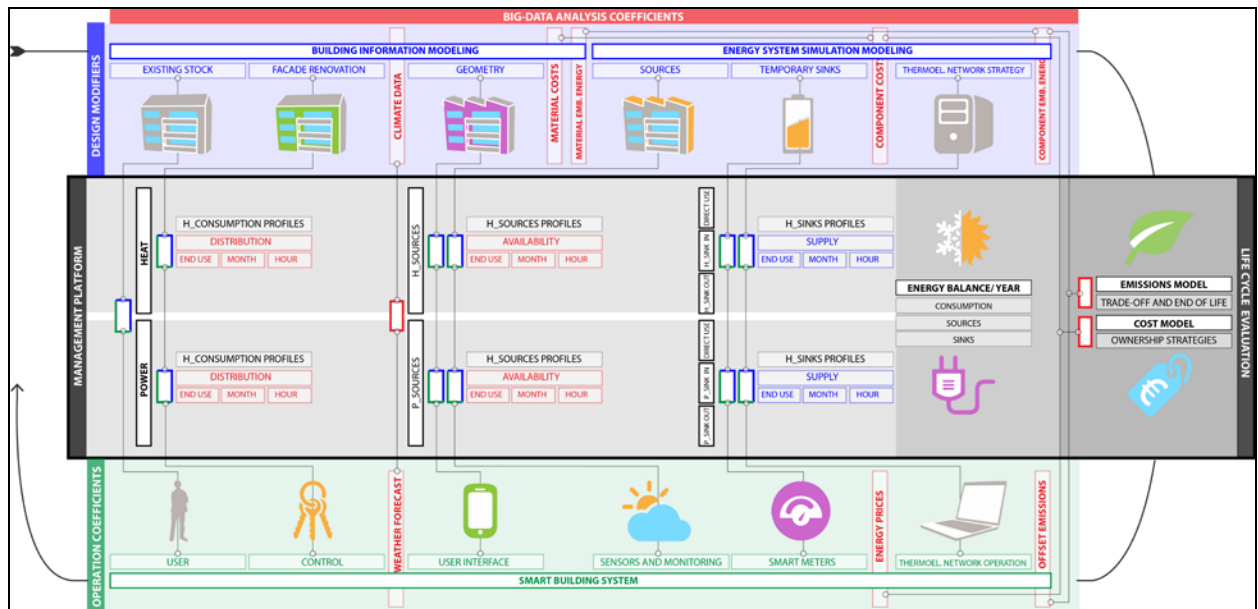 BIG-DATA ANALYSIS COEFFICIENTS
DESIGN MODIFIERS
BUILDING INFORMATION MODELING
ENERGY SYSTEM SIMULATION MODELING
EXISTING STOCK
FACADE RENOVATION
CLIMATE DATA
GEOMETRY
MATERIAL COSTS
MATERIAL EMB. ENERGY
SOURCES
TEMPORARY SINKS
COMPONENT COSTS
THERMOEL. NETWORK STRATEGY
COMPONENT EMB. ENERGY
MANAGEMENT PLATFORM
HEAT
H_CONSUMPTION PROFILES
DISTRIBUTION
END USE
MONTH
HOUR
H_SOURCES
H_SOURCES PROFILES
AVAILABILITY
END USE
MONTH
HOUR
DIRECT USE
H_SINK IN
H_SINK OUT
H_SINKS PROFILES
SUPPLY
END USE
MONTH
HOUR
POWER
H_CONSUMPTION PROFILES
DISTRIBUTION
END USE
MONTH
HOUR
P_SOURCES
H_SOURCES PROFILES
AVAILABILITY
END USE
MONTH
HOUR
DIRECT USE
P_SINK IN
P_SINK OUT
H_SINKS PROFILES
SUPPLY
END USE
MONTH
HOUR
ENERGY BALANCE/ YEAR
CONSUMPTION
SOURCES
SINKS
EMISSIONS MODEL
TRADE-OFF AND END OF LIFE
COST MODEL
OWNERSHIP STRATEGIES
€
LIFE CYCLE EVALUATION
OPERATION COEFFICIENTS
USER
CONTROL
WEATHER FORECAST
USER INTERFACE
SENSORS AND MONITORING
SMART METERS
ENERGY PRICES
THERMOEL. NETWORK OPERATION
OFFSET EMISSIONS
SMART BUILDING SYSTEM